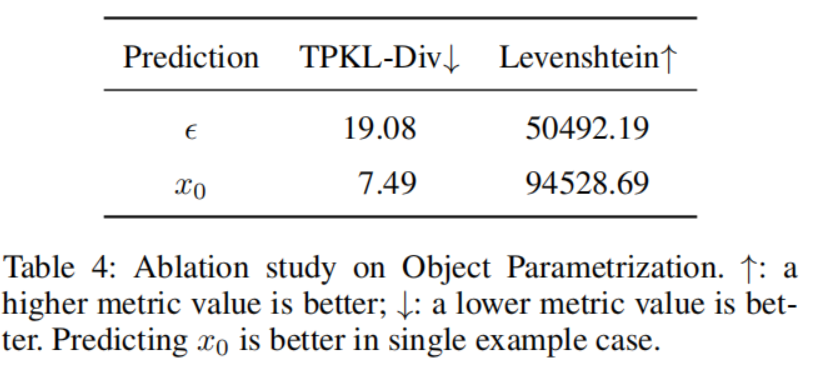 Prediction TPKL-Div↓ Levenshtein↑
ϵ 19.08 50492.19
x₀ 7.49 94528.69
Table 4: Ablation study on Object Parametrization. ↑: a
higher metric value is better; ↓: a lower metric value is bet-
ter. Predicting x₀ is better in single example case.